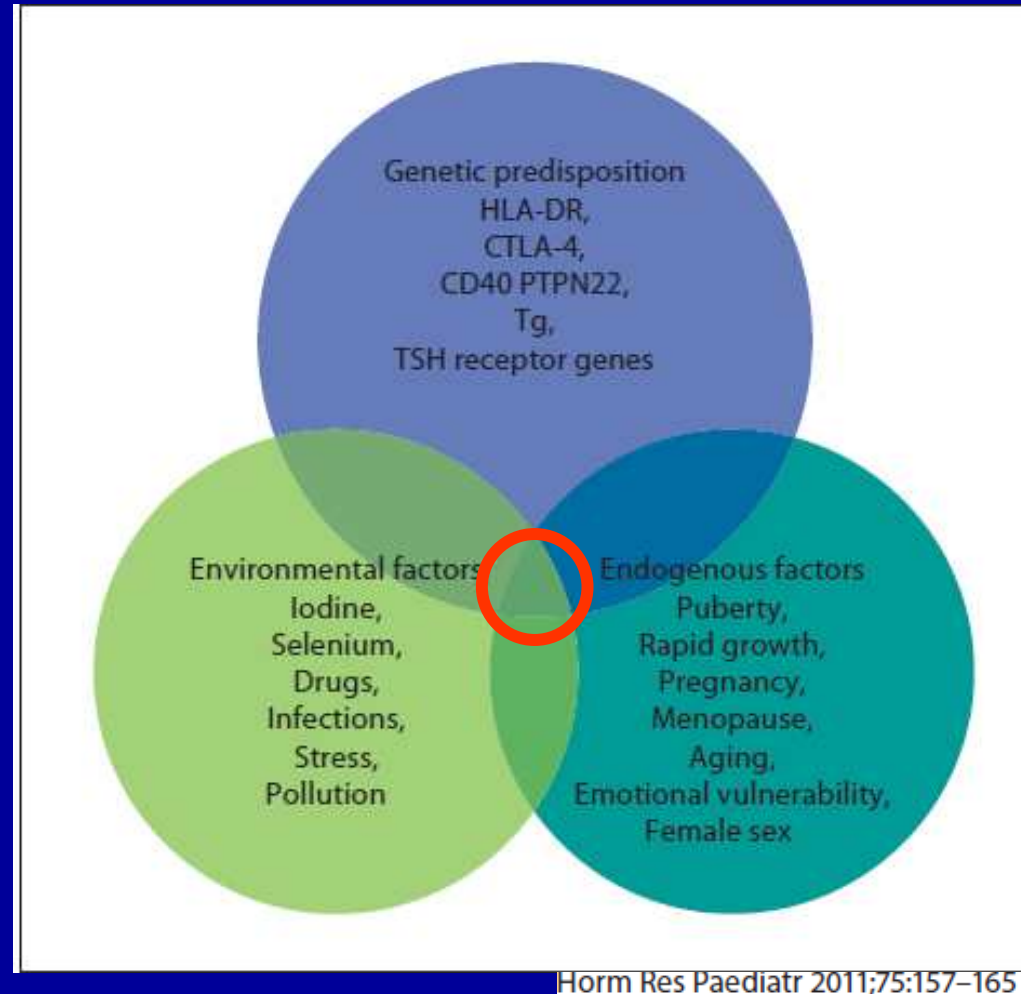 Genetic predisposition
HLA-DR,
CTLA-4,
CD40 PTPN22,
Tg,
TSH receptor genes
Environmental factors
Iodine,
Selenium,
Drugs,
Infections,
Stress,
Pollution
Endogenous factors
Puberty,
Rapid growth,
Pregnancy,
Menopause,
Aging,
Emotional vulnerability,
Female sex
Horm Res Paediatr 2011;75:157–165